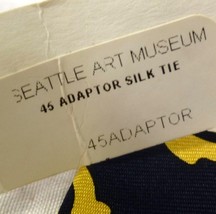 SEATTLE ART MUSEUM
45 ADAPTOR SILK TIE
45ADAPTOR